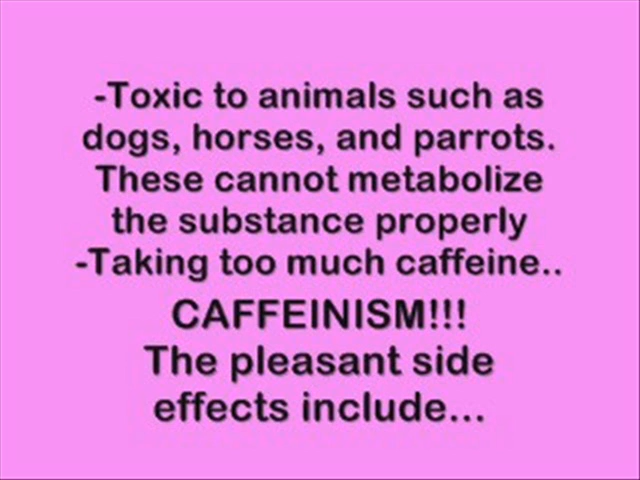 -Toxic to animals such as
dogs, horses, and parrots.
These cannot metabolize
the substance properly
-Taking too much caffeine..
CAFFEINISM!!!
The pleasant side
effects include...